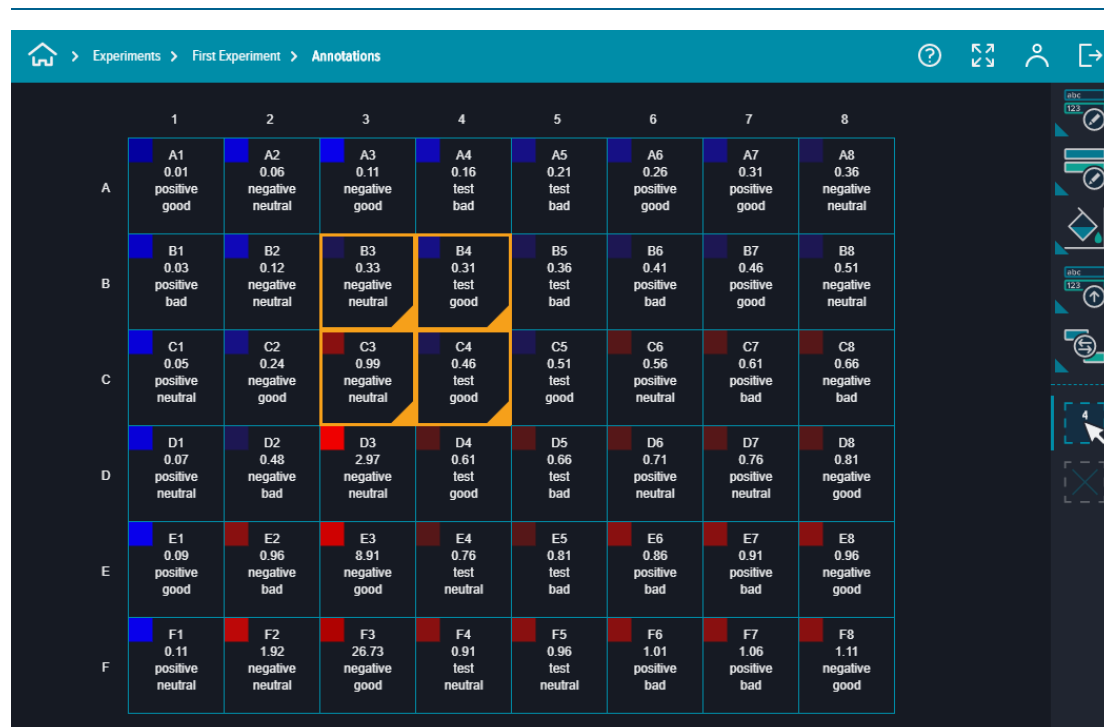 Experiments > First Experiment > Annotations
abc
123
1 2 3 4 5 6 7 8
A1 A2 A3 A4 A5 A6 A7 A8
0.01 0.06 0.11 0.16 0.21 0.26 0.31 0.36
A positive negative negative test test positive positive negative
good neutral good bad bad good good neutral
B1 B2 B3 B4 B5 B6 B7 B8
0.03 0.12 0.33 0.31 0.36 0.41 0.46 0.51
B positive negative negative test test positive positive negative
bad neutral neutral good bad bad good neutral
abc
123
C1 C2 C3 C4 C5 C6 C7 C8
0.05 0.24 0.99 0.46 0.51 0.56 0.61 0.66
C positive negative negative test test positive positive negative
neutral good neutral good good neutral bad bad
4
D1 D2 D3 D4 D5 D6 D7 D8
0.07 0.48 2.97 0.61 0.66 0.71 0.76 0.81
D positive negative negative test test positive positive negative
neutral bad neutral good bad neutral neutral good
E1 E2 E3 E4 E5 E6 E7 E8
0.09 0.96 8.91 0.76 0.81 0.86 0.91 0.96
E positive negative negative test test positive positive negative
good bad good neutral bad bad bad good
F1 F2 F3 F4 F5 F6 F7 F8
0.11 1.92 26.73 0.91 0.96 1.01 1.06 1.11
F positive negative negative test test positive positive negative
neutral neutral good neutral neutral bad bad good